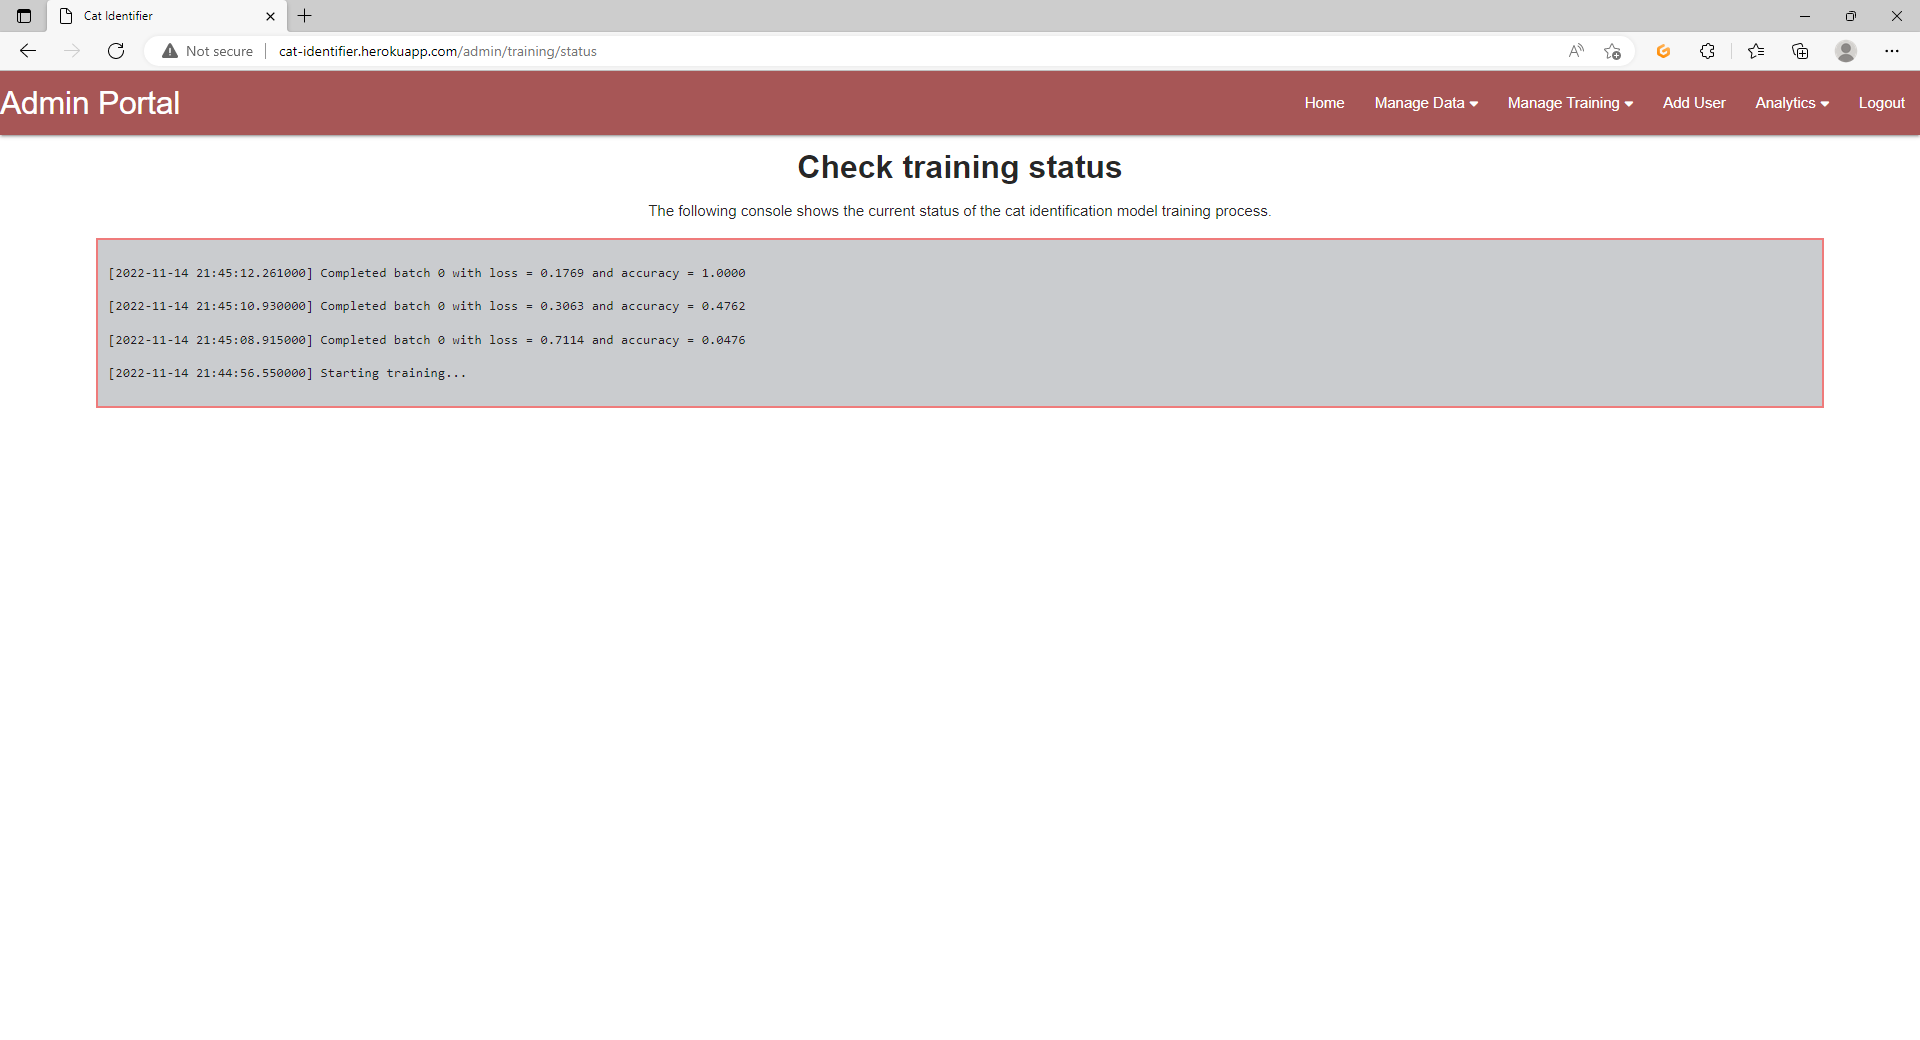 Cat Identifier
Not secure
cat-identifier.herokuapp.com/admin/training/status
Admin Portal
Home
Manage Data
Manage Training
Add User
Analytics
Logout
Check training status
The following console shows the current status of the cat identification model training process.
[2022-11-14 21:45:12.261000] Completed batch 0 with loss = 0.1769 and accuracy = 1.0000
[2022-11-14 21:45:10.930000] Completed batch 0 with loss = 0.3063 and accuracy = 0.4762
[2022-11-14 21:45:08.915000] Completed batch 0 with loss = 0.7114 and accuracy = 0.0476
[2022-11-14 21:44:56.550000] Starting training...